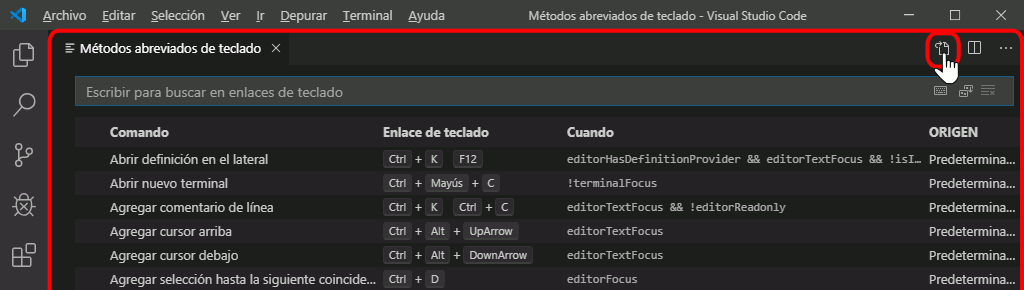 Archivo Editar Selección Ver Ir Depurar Terminal Ayuda Métodos abreviados de teclado - Visual Studio Code
Métodos abreviados de teclado
Escribir para buscar en enlaces de teclado
Comando Enlace de teclado Cuando ORIGEN
Abrir definición en el lateral Ctrl + K F12 editorHasDefinitionProvider && editorTextFocus && !isI... Predetermina...
Abrir nuevo terminal Ctrl + Mayús + C !terminalFocus Predetermina...
Agregar comentario de línea Ctrl + K Ctrl + C editorTextFocus && !editorReadonly Predetermina...
Agregar cursor arriba Ctrl + Alt + UpArrow editorTextFocus Predetermina...
Agregar cursor debajo Ctrl + Alt + DownArrow editorTextFocus Predetermina...
Agregar selección hasta la siguiente coincide... Ctrl + D editorFocus Predetermina...